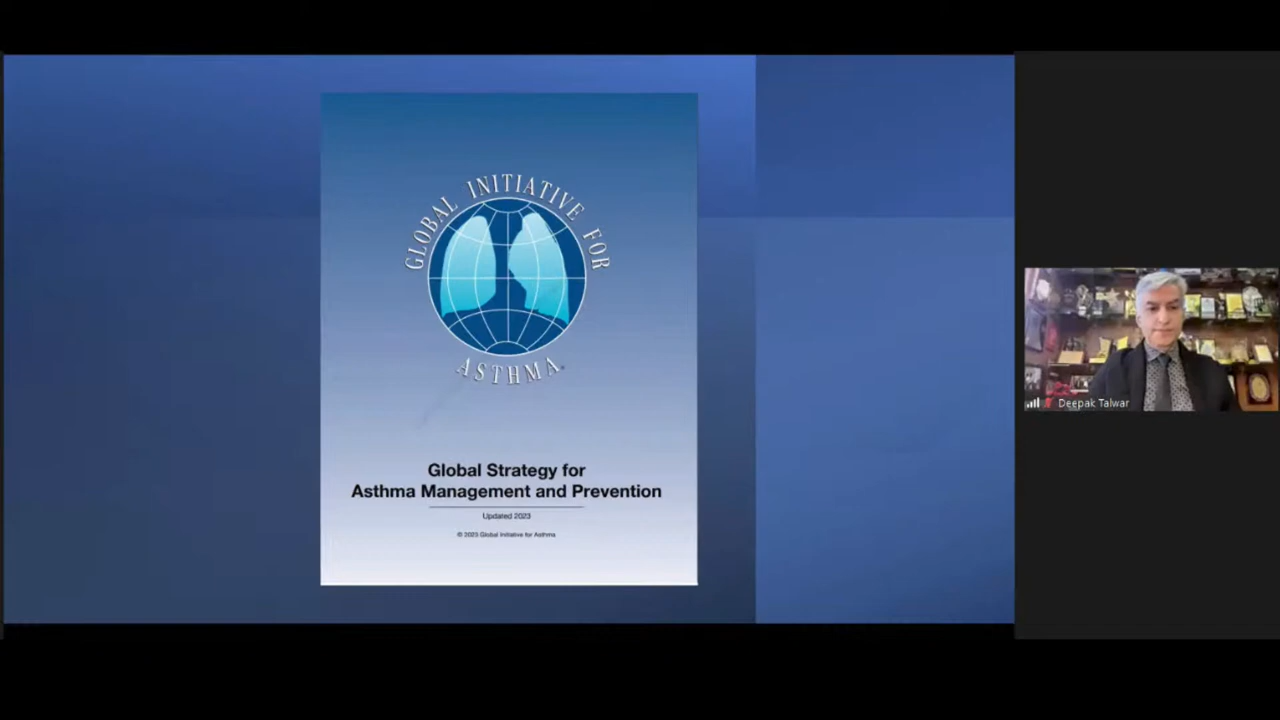 GLOBAL INITIATIVE FOR
ASTHMA
Global Strategy for
Asthma Management and Prevention
Updated 2023
© 2023 Global Initiative for Asthma
Deepak Talwar